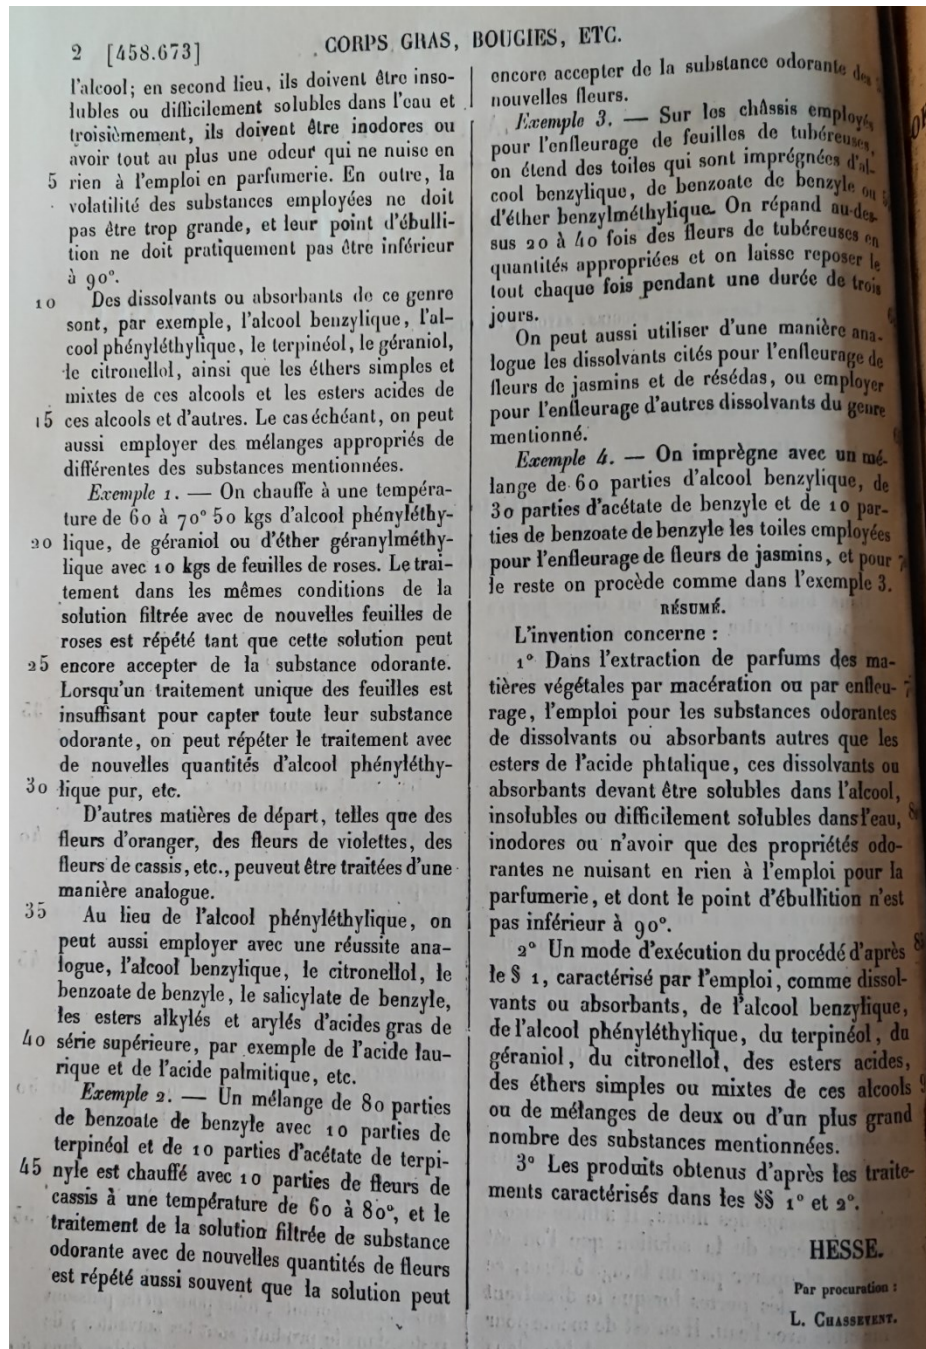 2 [458.673] CORPS GRAS, BOUGIES, ETC.
l'alcool; en second lieu, ils doivent être inso-
lubles ou difficilement solubles dans l'eau et
troisièmement, ils doivent être inodores ou
avoir tout au plus une odeur qui ne nuise en
5 rien à l'emploi en parfumerie. En outre, la
volatilité des substances employées ne doit
pas être trop grande, et leur point d'ébulli-
tion ne doit pratiquement pas être inférieur
à 90°.
10 Des dissolvants ou absorbants de ce genre
sont, par exemple, l'alcool benzylique, l'al-
cool phényléthylique, le terpinéol, le géraniol,
le citronellol, ainsi que les éthers simples et
mixtes de ces alcools et les esters acides de
15 ces alcools et d'autres. Le cas échéant, on peut
aussi employer des mélanges appropriés de
différentes des substances mentionnées.
Exemple 1. — On chauffe à une tempéra-
ture de 60 à 70° 50 kgs d'alcool phényléthy-
20 lique, de géraniol ou d'éther géranylméthy-
lique avec 10 kgs de feuilles de roses. Le trai-
tement dans les mêmes conditions de la
solution filtrée avec de nouvelles feuilles de
roses est répété tant que cette solution peut
25 encore accepter de la substance odorante.
Lorsqu'un traitement unique des feuilles est
insuffisant pour capter toute leur substance
odorante, on peut répéter le traitement avec
de nouvelles quantités d'alcool phényléthy-
30 lique pur, etc.
D'autres matières de départ, telles que des
fleurs d'oranger, des fleurs de violettes, des
fleurs de cassis, etc., peuvent être traitées d'une
manière analogue.
35 Au lieu de l'alcool phényléthylique, on
peut aussi employer avec une réussite ana-
logue, l'alcool benzylique, le citronellol, le
benzoate de benzyle, le salicylate de benzyle,
les esters alkylés et arylés d'acides gras de
40 série supérieure, par exemple de l'acide lau-
rique et de l'acide palmitique, etc.
Exemple 2. — Un mélange de 80 parties
de benzoate de benzyle avec 10 parties de
terpinéol et de 10 parties d'acétate de terpi-
45 nyle est chauffé avec 10 parties de fleurs de
cassis à une température de 60 à 80°, et le
traitement de la solution filtrée de substance
odorante avec de nouvelles quantités de fleurs
est répété aussi souvent que la solution peut
encore accepter de la substance odorante des
nouvelles fleurs.
Exemple 3. — Sur les châssis employés
pour l'enfleurage de feuilles de tubéreuses,
on étend des toiles qui sont imprégnées d'al-
cool benzylique, de benzoate de benzyle ou
d'éther benzylméthylique. On répand au-des-
sus 20 à 40 fois des fleurs de tubéreuses en
quantités appropriées et on laisse reposer le
tout chaque fois pendant une durée de trois
jours.
On peut aussi utiliser d'une manière ana-
logue les dissolvants cités pour l'enfleurage de
fleurs de jasmins et de résédas, ou employer
pour l'enfleurage d'autres dissolvants du genre
mentionné.
Exemple 4. — On imprègne avec un mé-
lange de 60 parties d'alcool benzylique, de
30 parties d'acétate de benzyle et de 10 par-
ties de benzoate de benzyle les toiles employées
pour l'enfleurage de fleurs de jasmins, et pour
le reste on procède comme dans l'exemple 3.
RÉSUMÉ.
L'invention concerne :
1° Dans l'extraction de parfums des ma-
tières végétales par macération ou par enfleu-
rage, l'emploi pour les substances odorantes
de dissolvants ou absorbants autres que les
esters de l'acide phtalique, ces dissolvants ou
absorbants devant être solubles dans l'alcool,
insolubles ou difficilement solubles dans l'eau,
inodores ou n'avoir que des propriétés odo-
rantes ne nuisant en rien à l'emploi pour la
parfumerie, et dont le point d'ébullition n'est
pas inférieur à 90°.
2° Un mode d'exécution du procédé d'après
le § 1, caractérisé par l'emploi, comme dissol-
vants ou absorbants, de l'alcool benzylique,
de l'alcool phényléthylique, du terpinéol, du
géraniol, du citronellol, des esters acides,
des éthers simples ou mixtes de ces alcools
ou de mélanges de deux ou d'un plus grand
nombre des substances mentionnées.
3° Les produits obtenus d'après les traite-
ments caractérisés dans les §§ 1° et 2°.
HESSE.
Par procuration :
L. CHASSEVENT.